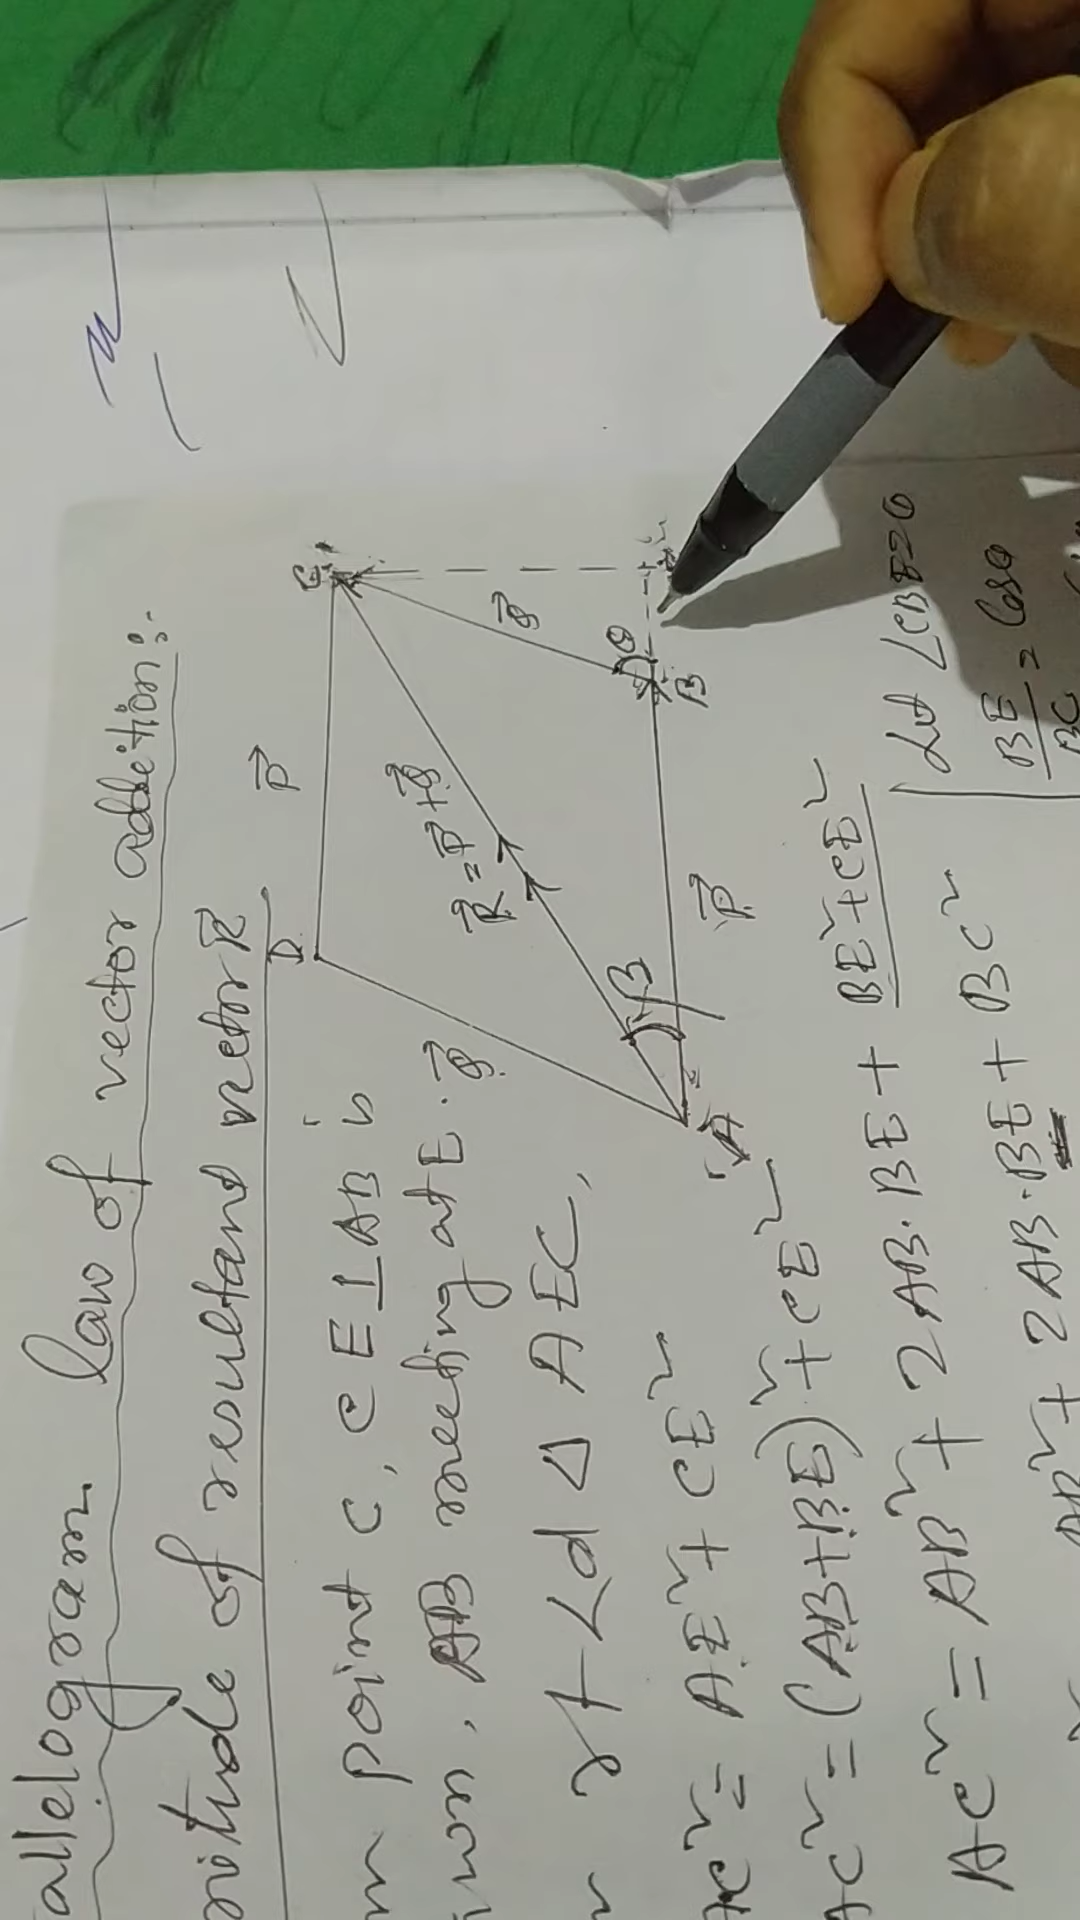 allelogram law of vector addition:-
nitude of resultant vector R⃗
m point C, CE⊥AB is
AB meeting at E.
rt∠d Δ AEC,
AC² = AE² + CE²
AC² = (AB+BE)² + CE²
AC² = AB² + 2AB·BE + BE²+CE²
AB² + 2AB·BE + BC²
D
P⃗
C
Q⃗
R⃗=P⃗+Q⃗
Q⃗
β
θ
A
P⃗
B
Let ∠CBE=θ
BE/BC = Cosθ